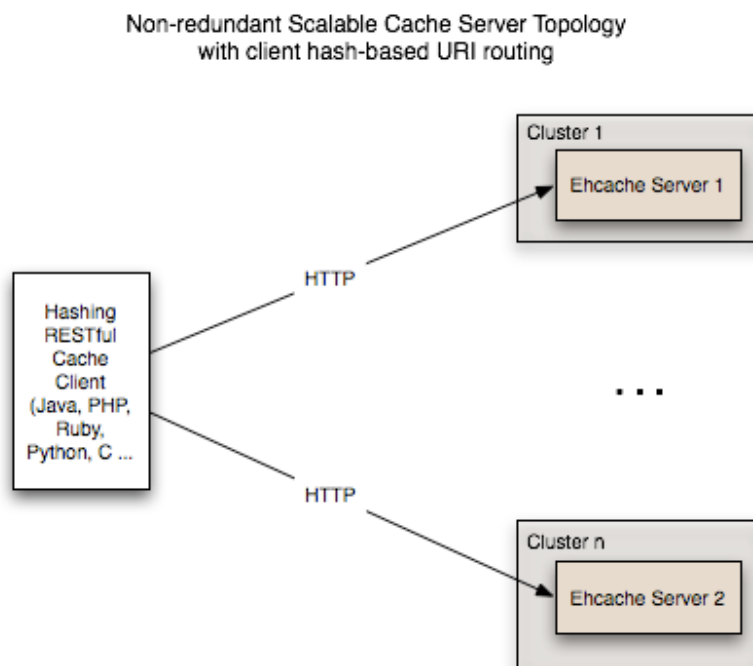 Non-redundant Scalable Cache Server Topology
with client hash-based URI routing
Cluster 1
Ehcache Server 1
HTTP
Hashing
RESTful
Cache
Client
(Java, PHP,
Ruby,
Python, C ...
. . .
HTTP
Cluster n
Ehcache Server 2